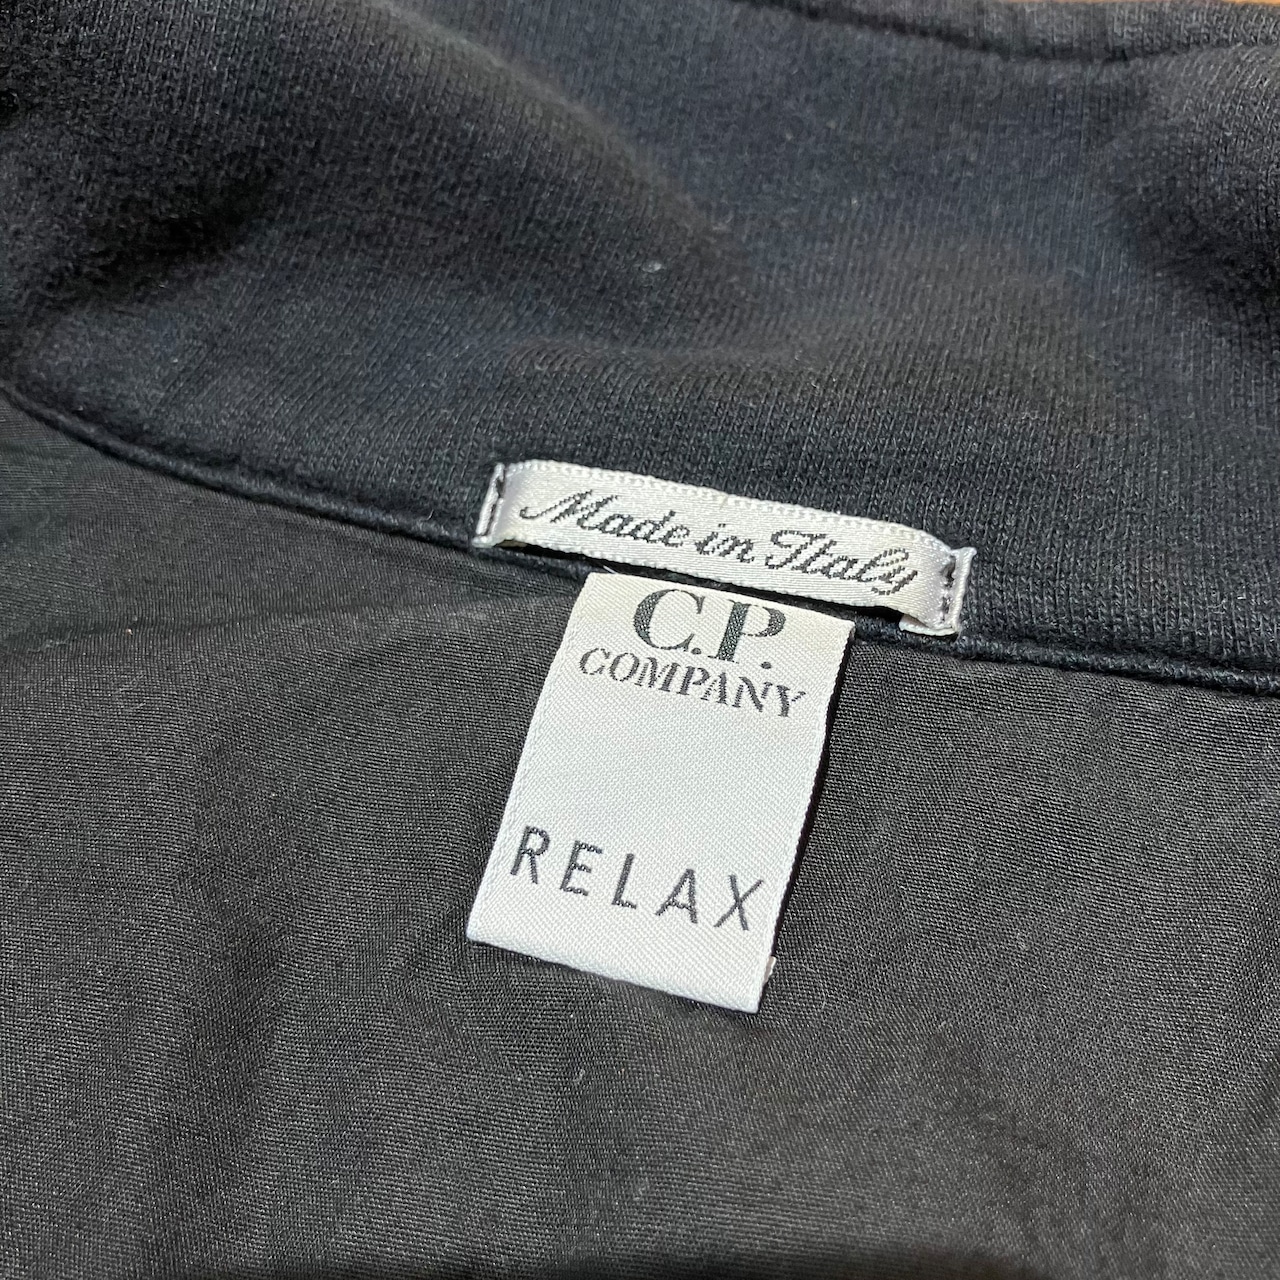 Made in Italy
C.P.
COMPANY
RELAX